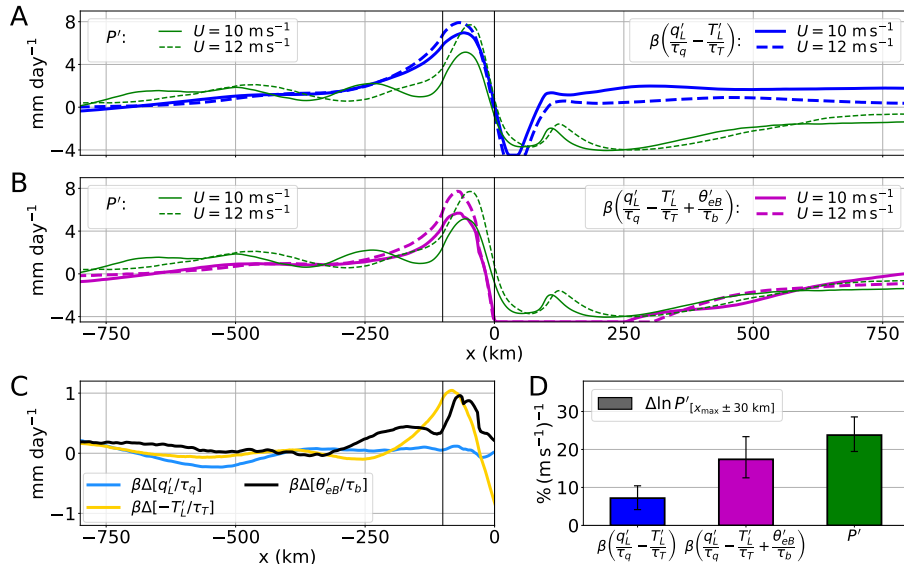 A
mm day⁻¹
8
4
0
−4
P′:
U = 10 m s⁻¹
U = 12 m s⁻¹
β(q′_L/τ_q − T′_L/τ_T):
U = 10 m s⁻¹
U = 12 m s⁻¹
B
mm day⁻¹
8
4
0
−4
P′:
U = 10 m s⁻¹
U = 12 m s⁻¹
β(q′_L/τ_q − T′_L/τ_T + θ′_eB/τ_b):
U = 10 m s⁻¹
U = 12 m s⁻¹
−750 −500 −250 0 250 500 750
x (km)
C
mm day⁻¹
1
0
−1
βΔ[q′_L/τ_q]
βΔ[−T′_L/τ_T]
βΔ[θ′_eB/τ_b]
−750 −500 −250 0
x (km)
D
% (m s⁻¹)⁻¹
30
20
10
0
Δln P′_[x_max ± 30 km]
β(q′_L/τ_q − T′_L/τ_T) β(q′_L/τ_q − T′_L/τ_T + θ′_eB/τ_b) P′